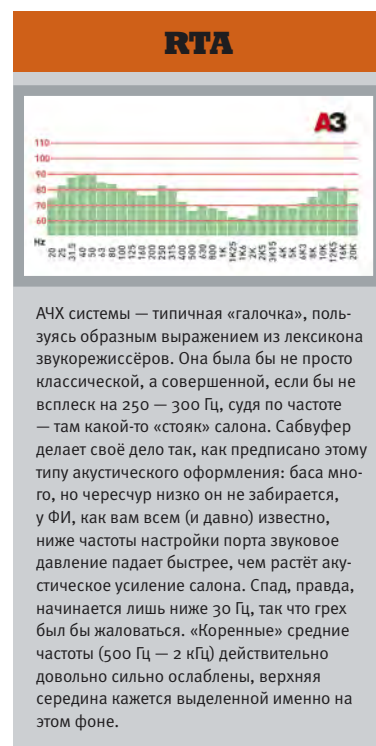 RTA
A3
110
100
90
80
70
60
Hz 20 25 31.5 40 50 63 80 100 125 160 200 250 315 400 500 630 800 1K 1K25 1K6 2K 2K5 3K15 4K 5K 6K3 8K 10K 12K5 16K 20K
АЧХ системы — типичная «галочка», поль-
зуясь образным выражением из лексикона
звукорежиссёров. Она была бы не просто
классической, а совершенной, если бы не
всплеск на 250 — 300 Гц, судя по частоте
— там какой-то «стояк» салона. Сабвуфер
делает своё дело так, как предписано этому
типу акустического оформления: баса мно-
го, но чересчур низко он не забирается,
у ФИ, как вам всем (и давно) известно,
ниже частоты настройки порта звуковое
давление падает быстрее, чем растёт аку-
стическое усиление салона. Спад, правда,
начинается лишь ниже 30 Гц, так что грех
был бы жаловаться. «Коренные» средние
частоты (500 Гц — 2 кГц) действительно
довольно сильно ослаблены, верхняя
середина кажется выделенной именно на
этом фоне.